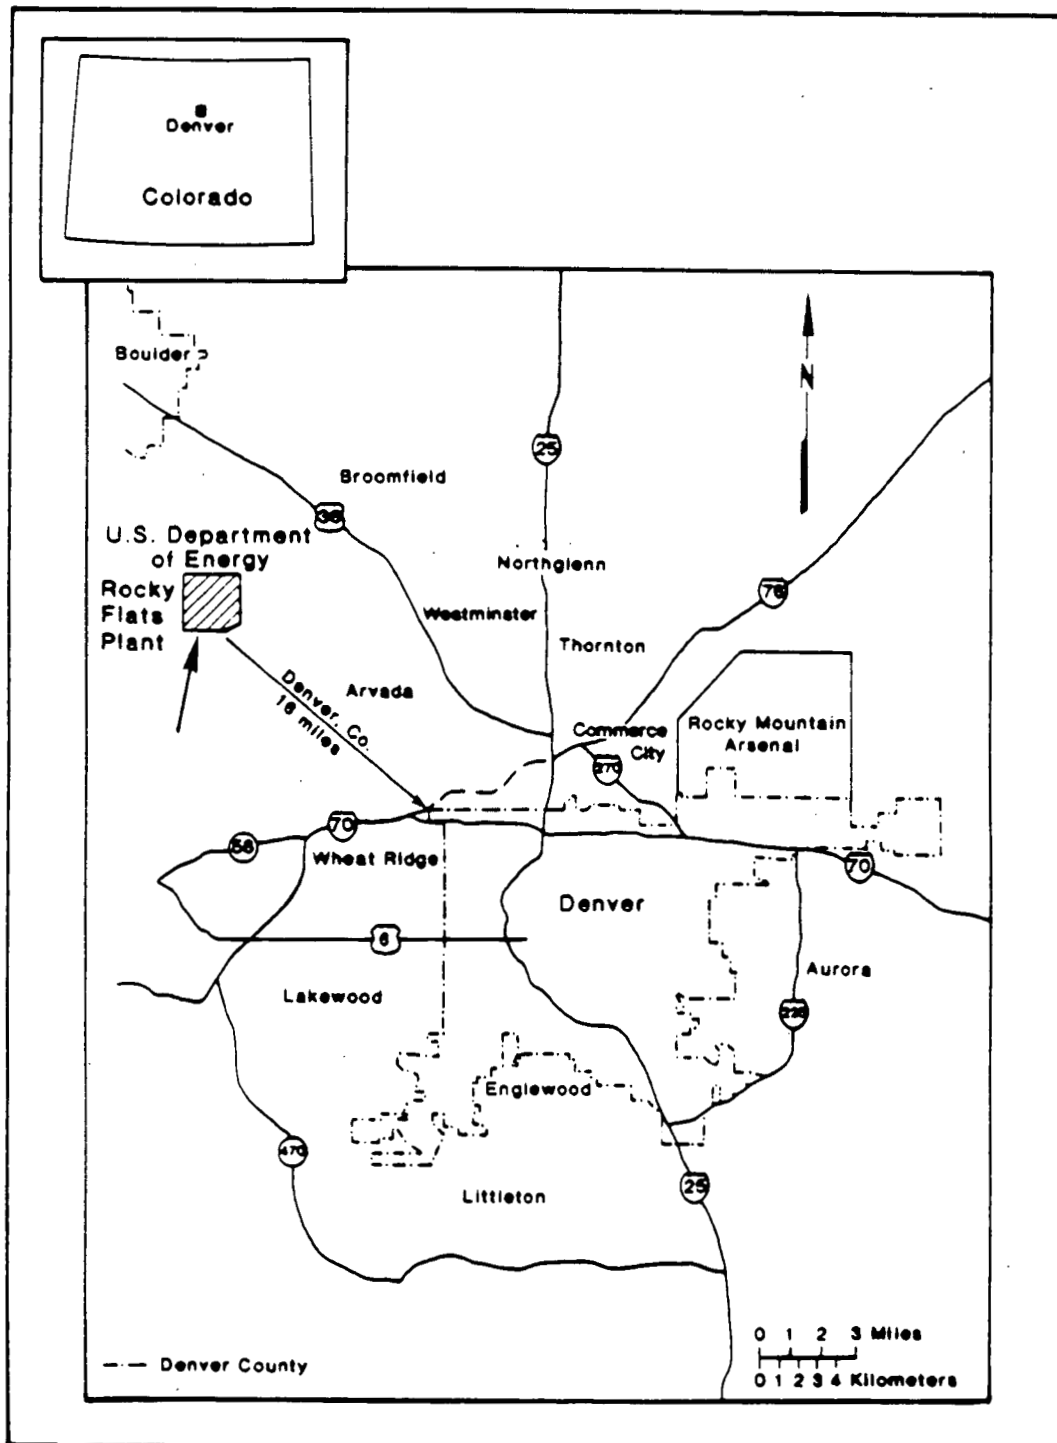 Denver
Colorado
Boulder
25
N
Broomfield
36
U.S. Department
of Energy
Northglenn
Rocky
Flats
Plant
76
Westminster
Thornton
Denver, Co.
16 miles
Arvada
Commerce
City
Rocky Mountain
Arsenal
270
70
58
Wheat Ridge
70
Denver
6
Aurora
Lakewood
225
Englewood
470
25
Littleton
0 1 2 3 Miles
Denver County
0 1 2 3 4 Kilometers